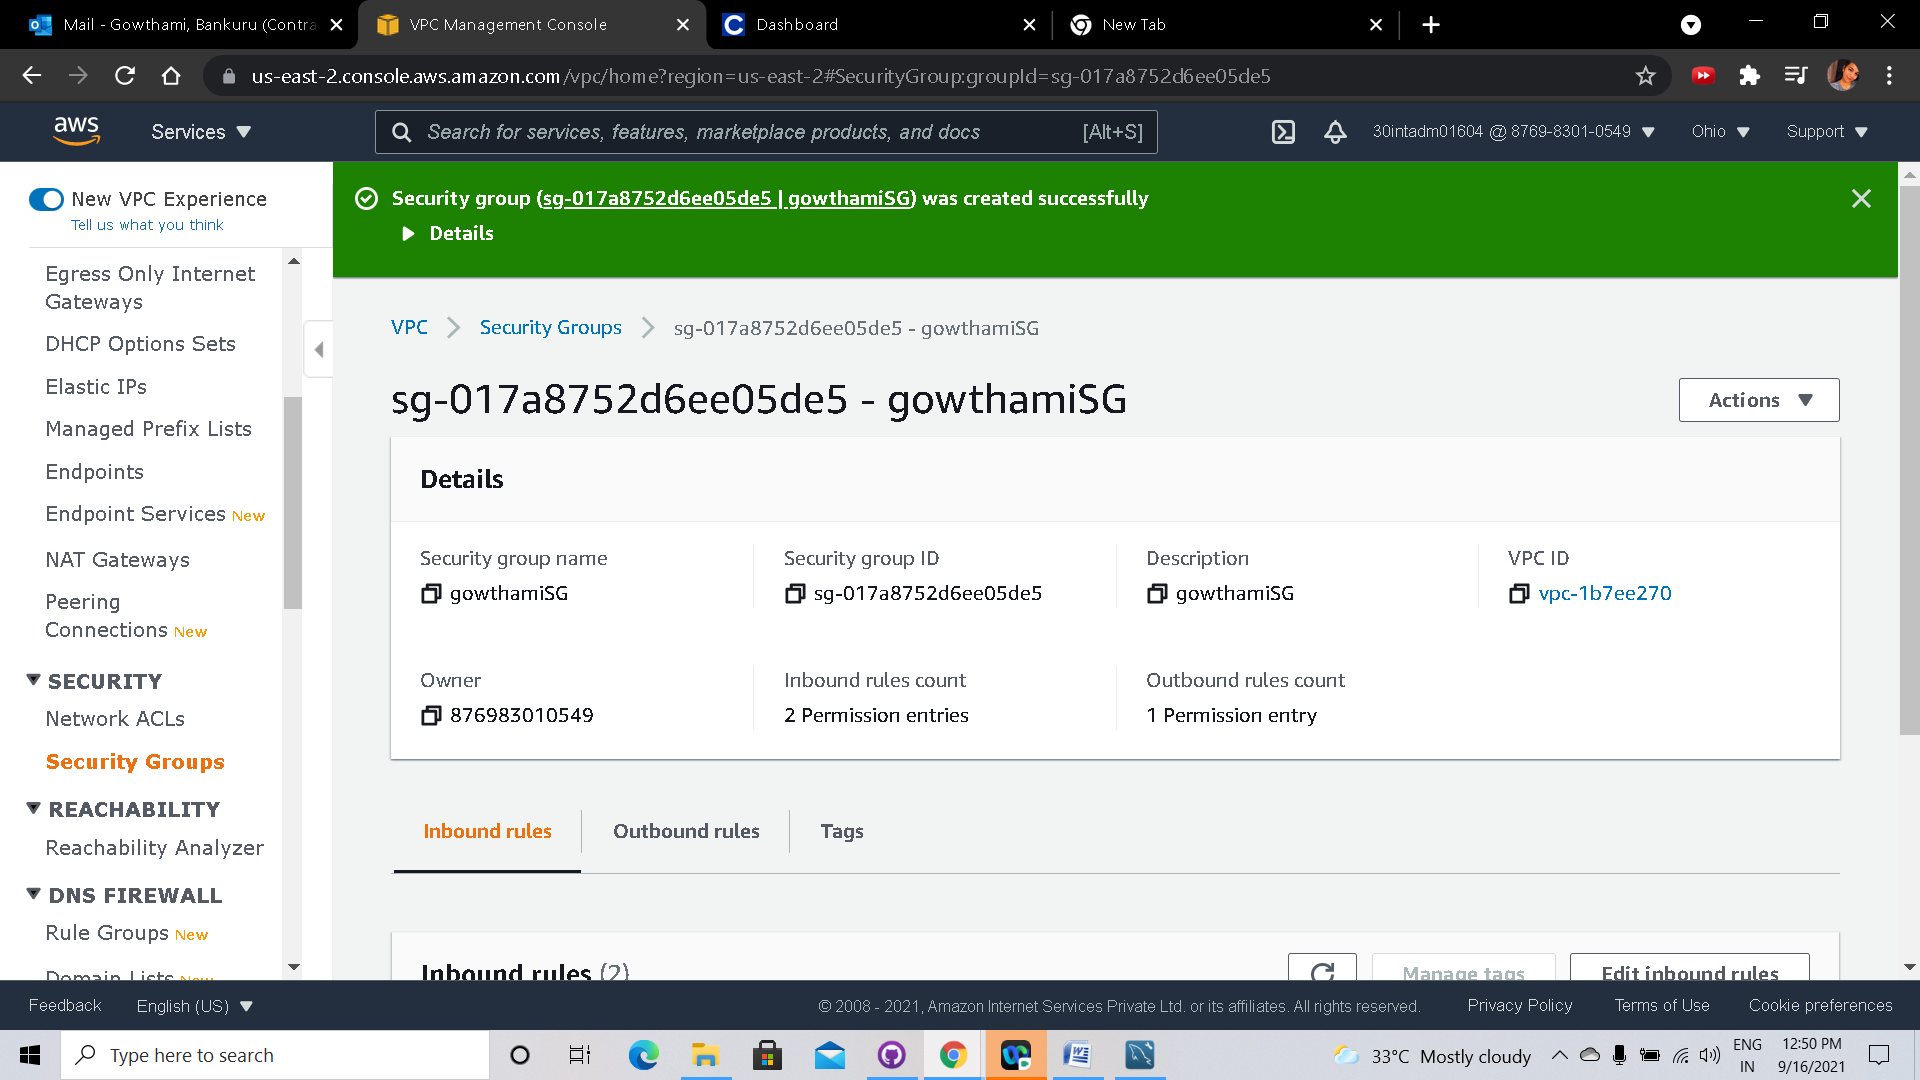 Mail - Gowthami, Bankuru (Contra
VPC Management Console
Dashboard
New Tab
us-east-2.console.aws.amazon.com/vpc/home?region=us-east-2#SecurityGroup:groupId=sg-017a8752d6ee05de5
aws
Services
Search for services, features, marketplace products, and docs [Alt+S]
30intadm01604 @ 8769-8301-0549
Ohio
Support
New VPC Experience
Tell us what you think
Egress Only Internet
Gateways
DHCP Options Sets
Elastic IPs
Managed Prefix Lists
Endpoints
Endpoint Services New
NAT Gateways
Peering
Connections New
SECURITY
Network ACLs
Security Groups
REACHABILITY
Reachability Analyzer
DNS FIREWALL
Rule Groups New
Domain Lists New
Security group (sg-017a8752d6ee05de5 | gowthamiSG) was created successfully
Details
VPC
Security Groups
sg-017a8752d6ee05de5 - gowthamiSG
sg-017a8752d6ee05de5 - gowthamiSG
Actions
Details
Security group name
gowthamiSG
Security group ID
sg-017a8752d6ee05de5
Description
gowthamiSG
VPC ID
vpc-1b7ee270
Owner
876983010549
Inbound rules count
2 Permission entries
Outbound rules count
1 Permission entry
Inbound rules
Outbound rules
Tags
Inbound rules (2)
Manage tags
Edit inbound rules
Feedback
English (US)
© 2008 - 2021, Amazon Internet Services Private Ltd. or its affiliates. All rights reserved.
Privacy Policy
Terms of Use
Cookie preferences
Type here to search
33°C Mostly cloudy
ENG
IN
12:50 PM
9/16/2021